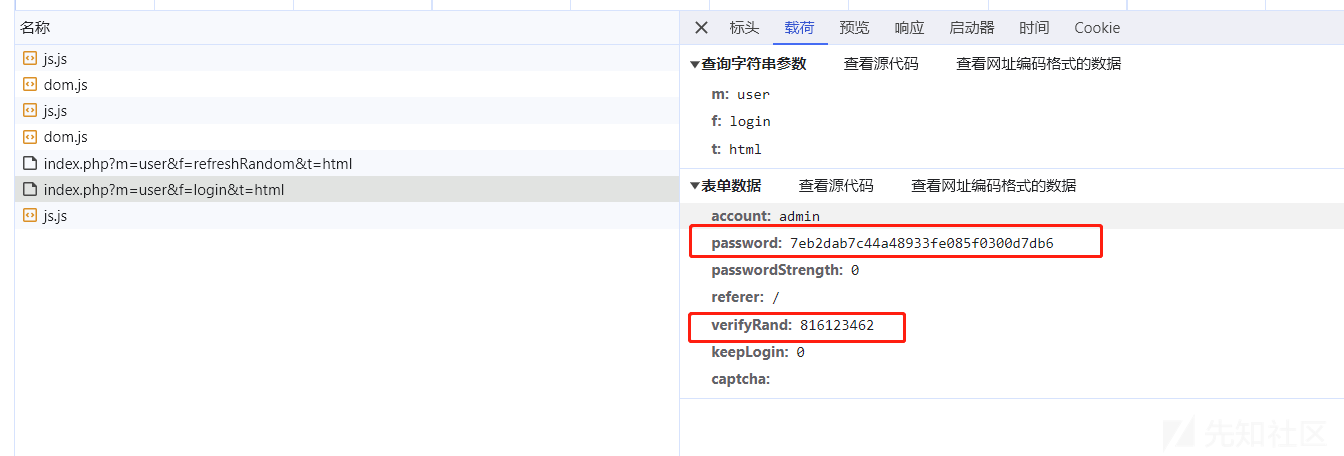 名称
js.js
dom.js
js.js
dom.js
index.php?m=user&f=refreshRandom&t=html
index.php?m=user&f=login&t=html
js.js
标头 载荷 预览 响应 启动器 时间 Cookie
查询字符串参数 查看源代码 查看网址编码格式的数据
m: user
f: login
t: html
表单数据 查看源代码 查看网址编码格式的数据
account: admin
password: 7eb2dab7c44a48933fe085f0300d7db6
passwordStrength: 0
referer: /
verifyRand: 816123462
keepLogin: 0
captcha:
先知社区